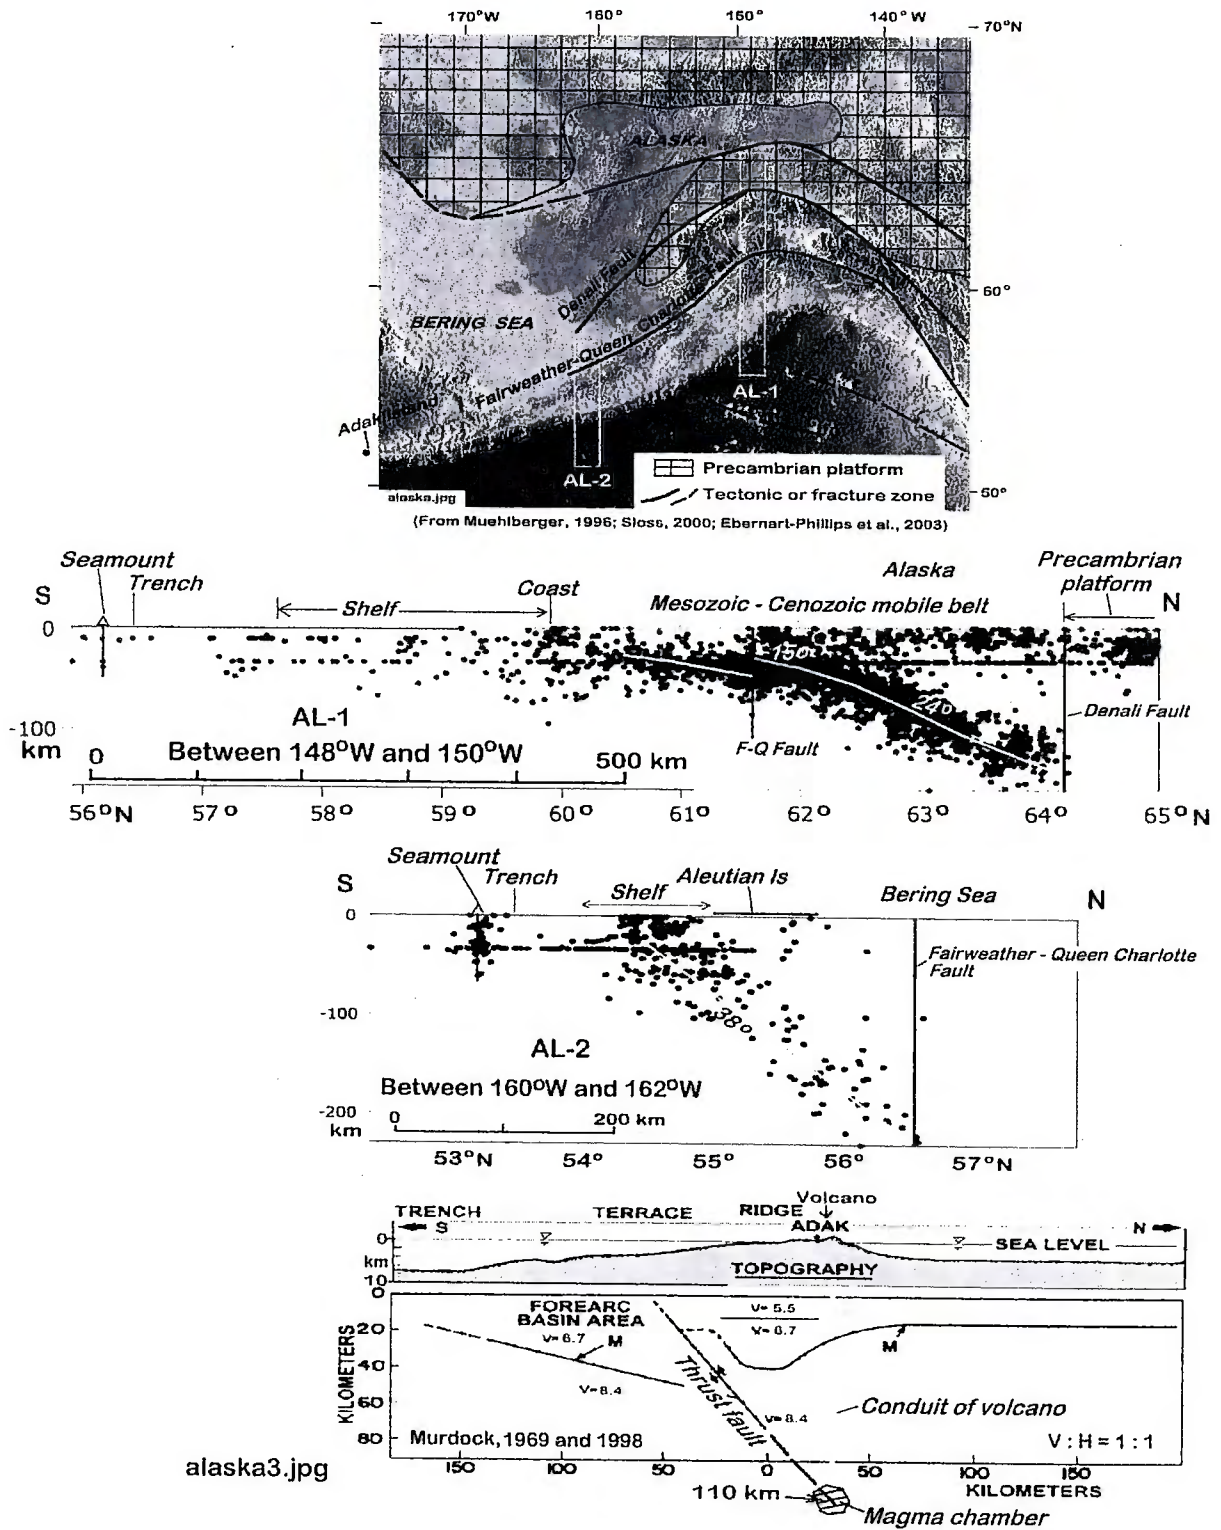 170°W 160° 150° 140°W
70°N
ALASKA
Denali Fault
60°
BERING SEA
Fairweather-Queen Charlotte Fault
Adak Island
AL-1
AL-2
Precambrian platform
Tectonic or fracture zone
50°
alaska.jpg
(From Muehlberger, 1996; Sloss, 2000; Ebernart-Phillips et al., 2003)
Seamount
Trench
Coast
Alaska
Precambrian platform
S
Shelf
Mesozoic - Cenozoic mobile belt
N
0
15°
24°
AL-1
-100
km
Between 148°W and 150°W
F-Q Fault
Denali Fault
0 500 km
56°N 57° 58° 59° 60° 61° 62° 63° 64° 65°N
Seamount
S
Trench
Shelf
Aleutian Is
Bering Sea
N
0
Fairweather - Queen Charlotte Fault
-100
38°
AL-2
Between 160°W and 162°W
-200
km
0 200 km
53°N 54° 55° 56° 57°N
Volcano
TRENCH TERRACE RIDGE ADAK
S N
0
SEA LEVEL
km
TOPOGRAPHY
10
0
FOREARC
BASIN AREA
V=5.5
V=6.7
20
V=6.7
M
M
KILOMETERS
40
V=8.4
Thrust fault
60
V=8.4
Conduit of volcano
80
Murdock, 1969 and 1998
V : H = 1 : 1
alaska3.jpg
150 100 50 0 50 100 150
KILOMETERS
110 km
Magma chamber